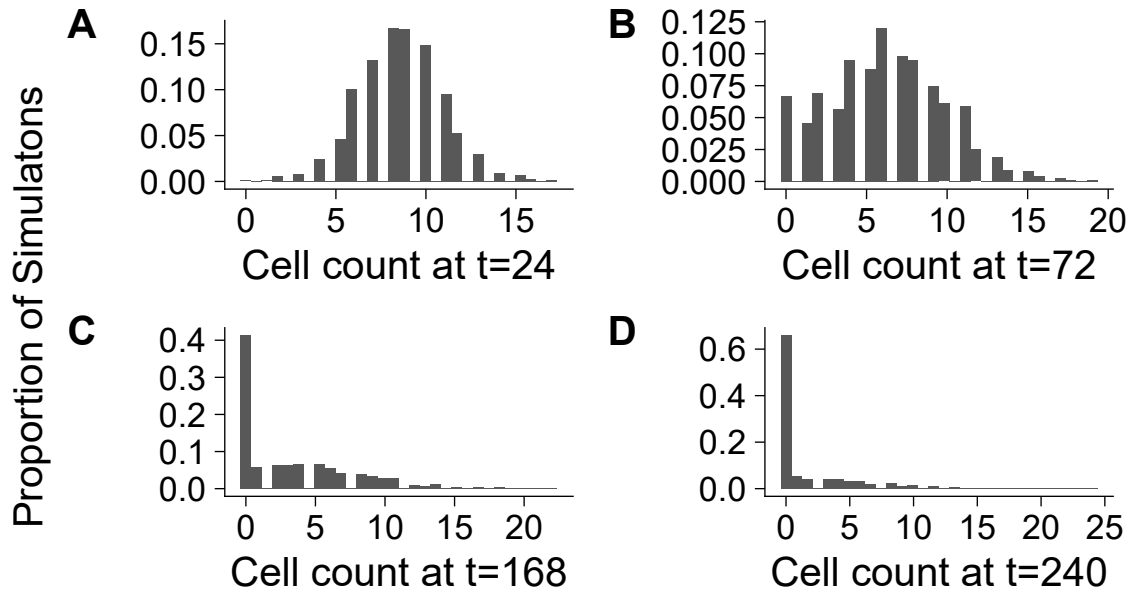 Proportion of Simulatons
A
0.15
0.10
0.05
0.00
0 5 10 15
Cell count at t=24
B
0.125
0.100
0.075
0.050
0.025
0.000
0 5 10 15 20
Cell count at t=72
C
0.4
0.3
0.2
0.1
0.0
0 5 10 15 20
Cell count at t=168
D
0.6
0.4
0.2
0.0
0 5 10 15 20 25
Cell count at t=240